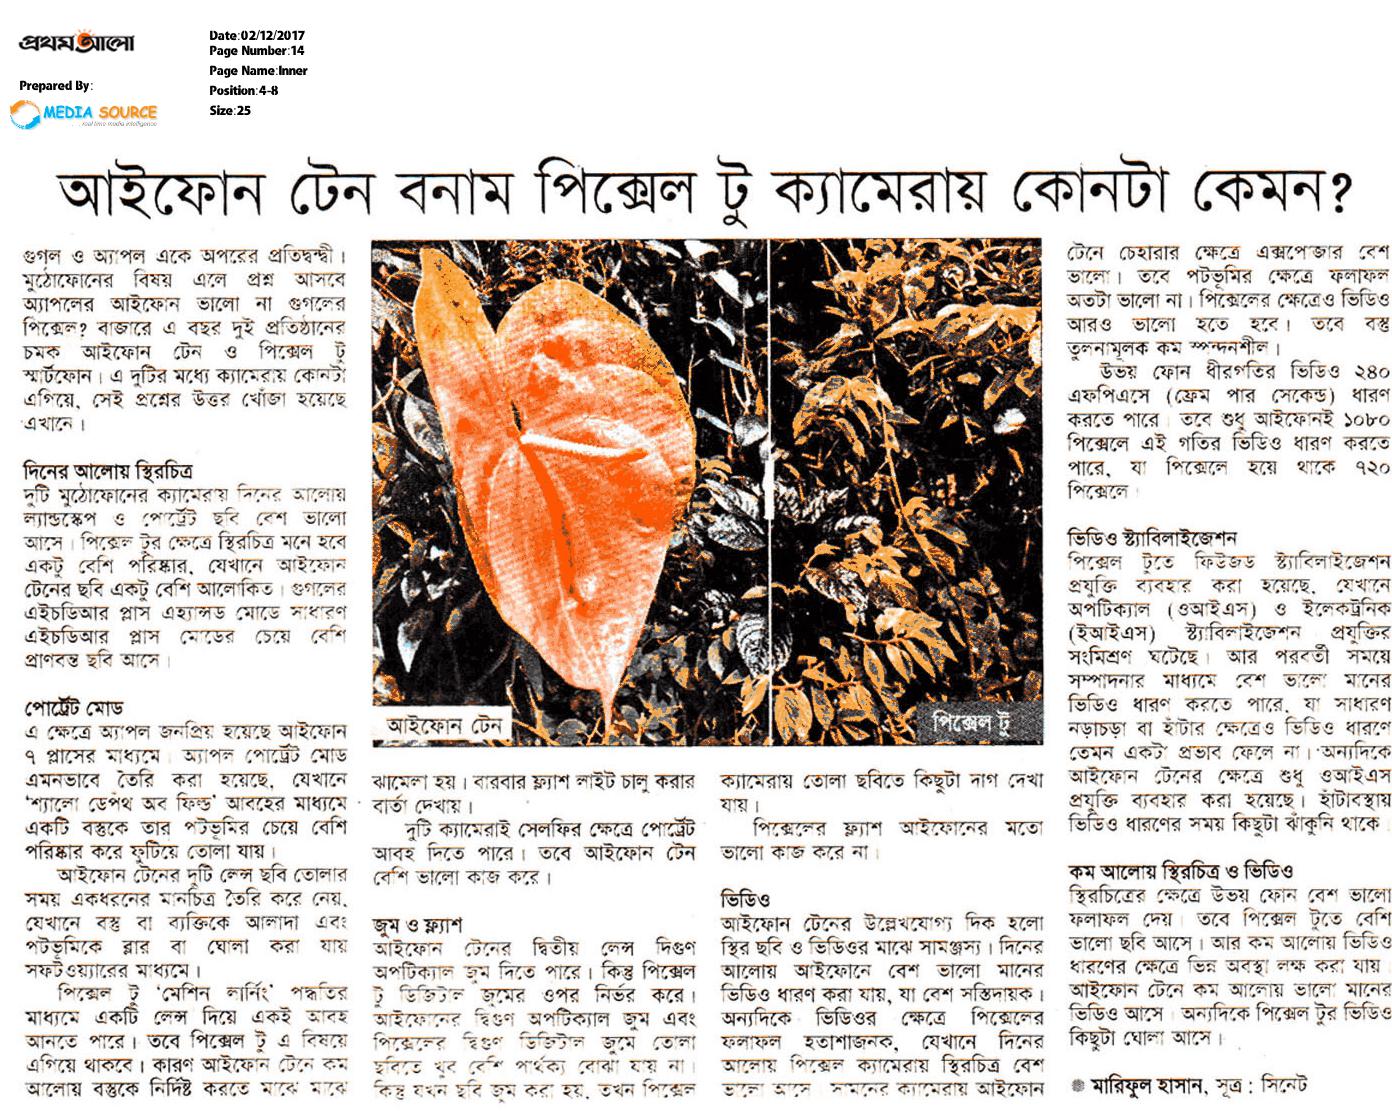 প্রথম আলো
Prepared By:
MEDIA SOURCE
real time media intelligence
Date:02/12/2017
Page Number:14
Page Name:Inner
Position:4-8
Size:25
আইফোন টেন বনাম পিক্সেল টু ক্যামেরায় কোনটা কেমন?
গুগল ও অ্যাপল একে অপরের প্রতিদ্বন্দ্বী।
মুঠোফোনের বিষয় এলে প্রশ্ন আসবে
অ্যাপলের আইফোন ভালো না গুগলের
পিক্সেল? বাজারে এ বছর দুই প্রতিষ্ঠানের
চমক আইফোন টেন ও পিক্সেল টু
স্মার্টফোন। এ দুটির মধ্যে ক্যামেরায় কোনটা
এগিয়ে, সেই প্রশ্নের উত্তর খোঁজা হয়েছে
এখানে।
দিনের আলোয় স্থিরচিত্র
দুটি মুঠোফোনের ক্যামেরায় দিনের আলোয়
ল্যান্ডস্কেপ ও পোর্ট্রেট ছবি বেশ ভালো
আসে। পিক্সেল টুর ক্ষেত্রে স্থিরচিত্র মনে হবে
একটু বেশি পরিষ্কার, যেখানে আইফোন
টেনের ছবি একটু বেশি আলোকিত। গুগলের
এইচডিআর প্লাস এহ্যান্সড মোডে সাধারণ
এইচডিআর প্লাস মোডের চেয়ে বেশি
প্রাণবন্ত ছবি আসে।
পোর্ট্রেট মোড
এ ক্ষেত্রে অ্যাপল জনপ্রিয় হয়েছে আইফোন
৭ প্লাসের মাধ্যমে। অ্যাপল পোর্ট্রেট মোড
এমনভাবে তৈরি করা হয়েছে, যেখানে
‘শ্যালো ডেপথ অব ফিল্ড’ আবহের মাধ্যমে
একটি বস্তুকে তার পটভূমির চেয়ে বেশি
পরিষ্কার করে ফুটিয়ে তোলা যায়।
আইফোন টেনের দুটি লেন্স ছবি তোলার
সময় একধরনের মানচিত্র তৈরি করে নেয়,
যেখানে বস্তু বা ব্যক্তিকে আলাদা এবং
পটভূমিকে ব্লার বা ঘোলা করা যায়
সফটওয়্যারের মাধ্যমে।
পিক্সেল টু ‘মেশিন লার্নিং’ পদ্ধতির
মাধ্যমে একটি লেন্স দিয়ে একই আবহ
আনতে পারে। তবে পিক্সেল টু এ বিষয়ে
এগিয়ে থাকবে। কারণ আইফোন টেনে কম
আলোয় বস্তুকে নির্দিষ্ট করতে মাঝে মাঝে
আইফোন টেন
পিক্সেল টু
ঝামেলা হয়। বারবার ফ্ল্যাশ লাইট চালু করার
বার্তা দেখায়।
দুটি ক্যামেরাই সেলফির ক্ষেত্রে পোর্ট্রেট
আবহ দিতে পারে। তবে আইফোন টেন
বেশি ভালো কাজ করে।
জুম ও ফ্ল্যাশ
আইফোন টেনের দ্বিতীয় লেন্স দিগুণ
অপটিক্যাল জুম দিতে পারে। কিন্তু পিক্সেল
টু ডিজিটাল জুমের ওপর নির্ভর করে।
আইফোনের দ্বিগুণ অপটিক্যাল জুম এবং
পিক্সেলের দ্বিগুণ ডিজিটাল জুমে তোলা
ছবিতে খুব বেশি পার্থক্য বোঝা যায় না।
কিন্তু যখন ছবি জুম করা হয়, তখন পিক্সেল
ক্যামেরায় তোলা ছবিতে কিছুটা দাগ দেখা
যায়।
পিক্সেলের ফ্ল্যাশ আইফোনের মতো
ভালো কাজ করে না।
ভিডিও
আইফোন টেনের উল্লেখযোগ্য দিক হলো
স্থির ছবি ও ভিডিওর মাঝে সামঞ্জস্য। দিনের
আলোয় আইফোনে বেশ ভালো মানের
ভিডিও ধারণ করা যায়, যা বেশ সস্তিদায়ক।
অন্যদিকে ভিডিওর ক্ষেত্রে পিক্সেলের
ফলাফল হতাশাজনক, যেখানে দিনের
আলোয় পিক্সেল ক্যামেরায় স্থিরচিত্র বেশ
ভালো আসে। সামনের ক্যামেরায় আইফোন
টেনে চেহারার ক্ষেত্রে এক্সপোজার বেশ
ভালো। তবে পটভূমির ক্ষেত্রে ফলাফল
অতটা ভালো না। পিক্সেলের ক্ষেত্রেও ভিডিও
আরও ভালো হতে হবে। তবে বস্তু
তুলনামূলক কম স্পন্দনশীল।
উভয় ফোন ধীরগতির ভিডিও ২৪০
এফপিএসে (ফ্রেম পার সেকেন্ড) ধারণ
করতে পারে। তবে শুধু আইফোনই ১০৮০
পিক্সেলে এই গতির ভিডিও ধারণ করতে
পারে, যা পিক্সেলে হয়ে থাকে ৭২০
পিক্সেলে।
ভিডিও স্ট্যাবিলাইজেশন
পিক্সেল টুতে ফিউজড স্ট্যাবিলাইজেশন
প্রযুক্তি ব্যবহার করা হয়েছে, যেখানে
অপটিক্যাল (ওআইএস) ও ইলেকট্রনিক
(ইআইএস) স্ট্যাবিলাইজেশন প্রযুক্তির
সংমিশ্রণ ঘটেছে। আর পরবর্তী সময়ে
সম্পাদনার মাধ্যমে বেশ ভালো মানের
ভিডিও ধারণ করতে পারে, যা সাধারণ
নড়াচড়া বা হাঁটার ক্ষেত্রেও ভিডিও ধারণে
তেমন একটা প্রভাব ফেলে না। অন্যদিকে
আইফোন টেনের ক্ষেত্রে শুধু ওআইএস
প্রযুক্তি ব্যবহার করা হয়েছে। হাঁটাবস্থায়
ভিডিও ধারণের সময় কিছুটা ঝাঁকুনি থাকে।
কম আলোয় স্থিরচিত্র ও ভিডিও
স্থিরচিত্রের ক্ষেত্রে উভয় ফোন বেশ ভালো
ফলাফল দেয়। তবে পিক্সেল টুতে বেশি
ভালো ছবি আসে। আর কম আলোয় ভিডিও
ধারণের ক্ষেত্রে ভিন্ন অবস্থা লক্ষ করা যায়।
আইফোন টেনে কম আলোয় ভালো মানের
ভিডিও আসে। অন্যদিকে পিক্সেল টুর ভিডিও
কিছুটা ঘোলা আসে।
মারিফুল হাসান, সূত্র : সিনেট